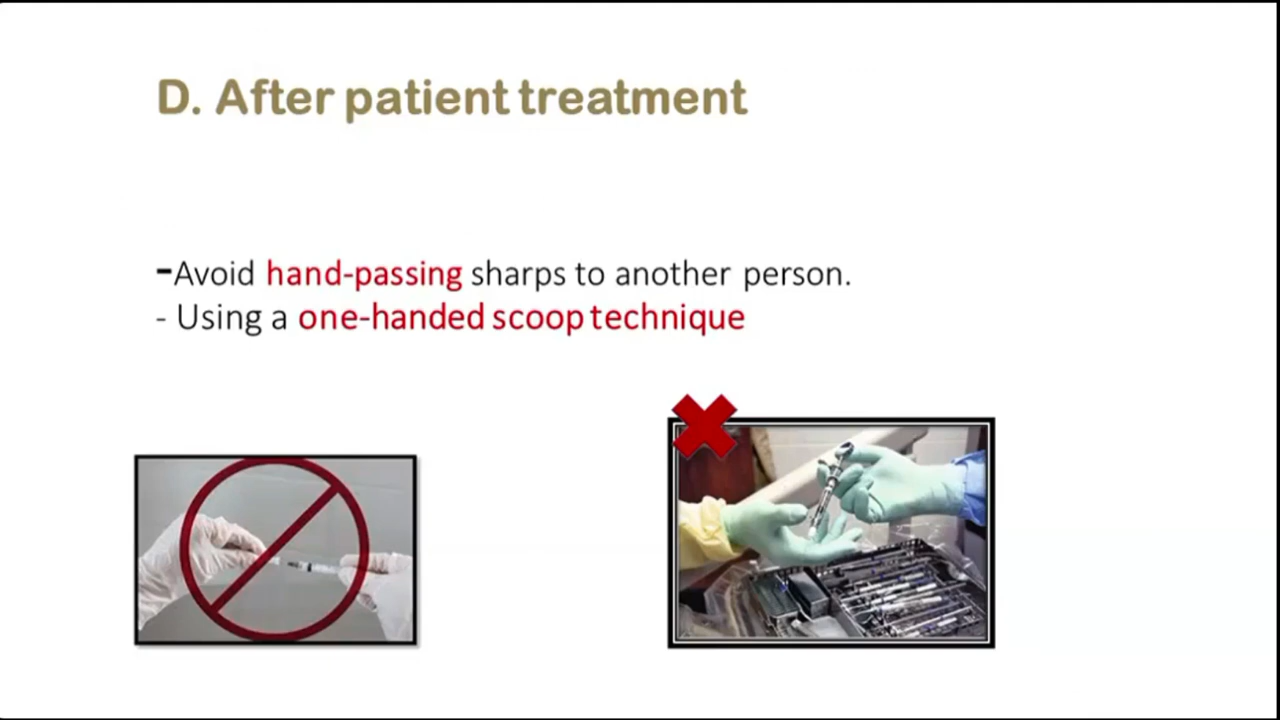 D. After patient treatment
-Avoid hand-passing sharps to another person.
- Using a one-handed scoop technique